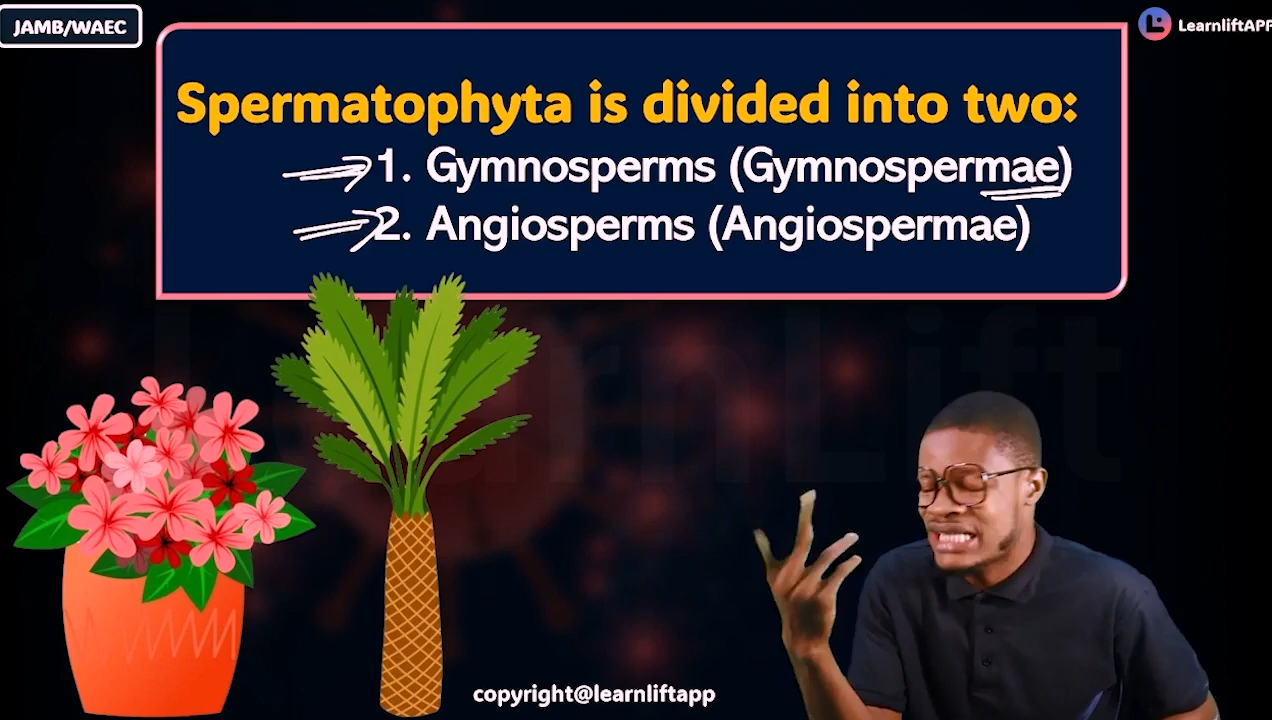 JAMB/WAEC
LearnliftAPP
Spermatophyta is divided into two:
1. Gymnosperms (Gymnospermae)
2. Angiosperms (Angiospermae)
copyright@learnliftapp